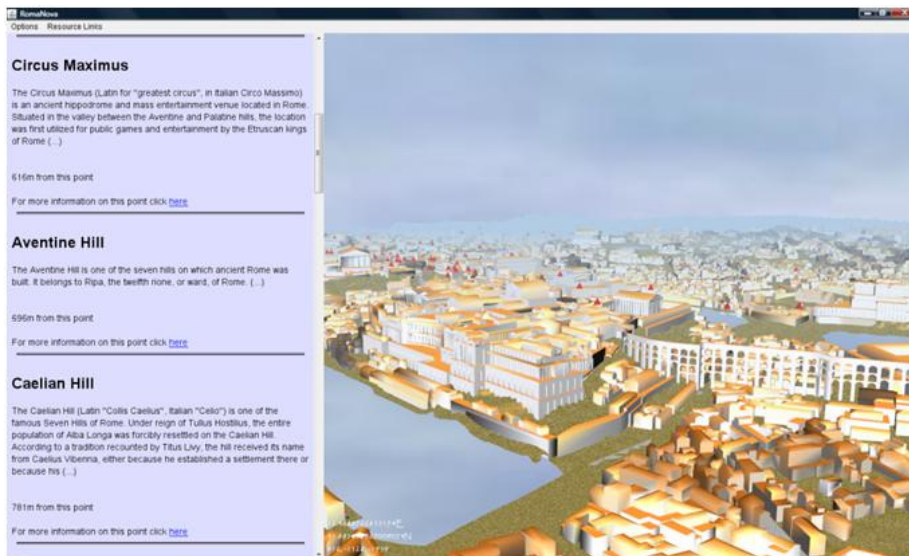 RomaNova
Options Resource Links
Circus Maximus
The Circus Maximus (Latin for "greatest circus", in Italian Circo Massimo)
is an ancient hippodrome and mass entertainment venue located in Rome.
Situated in the valley between the Aventine and Palatine hills, the location
was first utilized for public games and entertainment by the Etruscan kings
of Rome (...)
616m from this point
For more information on this point click here
Aventine Hill
The Aventine Hill is one of the seven hills on which ancient Rome was
built. It belongs to Ripa, the twelfth rione, or ward, of Rome. (...)
696m from this point
For more information on this point click here
Caelian Hill
The Caelian Hill (Latin "Collis Caelius", Italian "Celio") is one of the
famous Seven Hills of Rome. Under reign of Tullus Hostilius, the entire
population of Alba Longa was forcibly resettled on the Caelian Hill.
According to a tradition recounted by Titus Livy, the hill received its name
from Caelius Vibenna, either because he established a settlement there or
because his (...)
781m from this point
For more information on this point click here